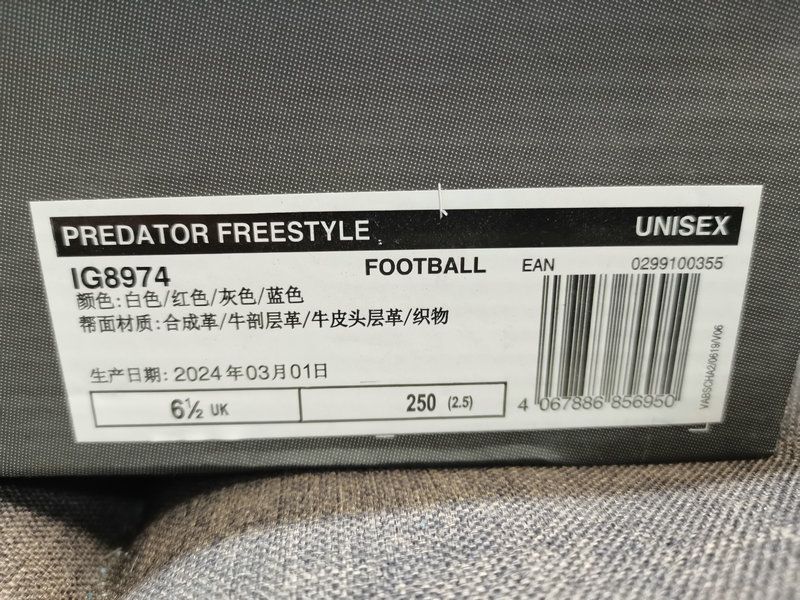 PREDATOR FREESTYLE UNISEX
IG8974 FOOTBALL EAN 0299100355
颜色:白色/红色/灰色/蓝色
帮面材质:合成革/牛剖层革/牛皮头层革/织物
生产日期: 2024年03月01日
6½ UK 250 (2.5)
4 067886 856950
VABSCHA2/0619/V06